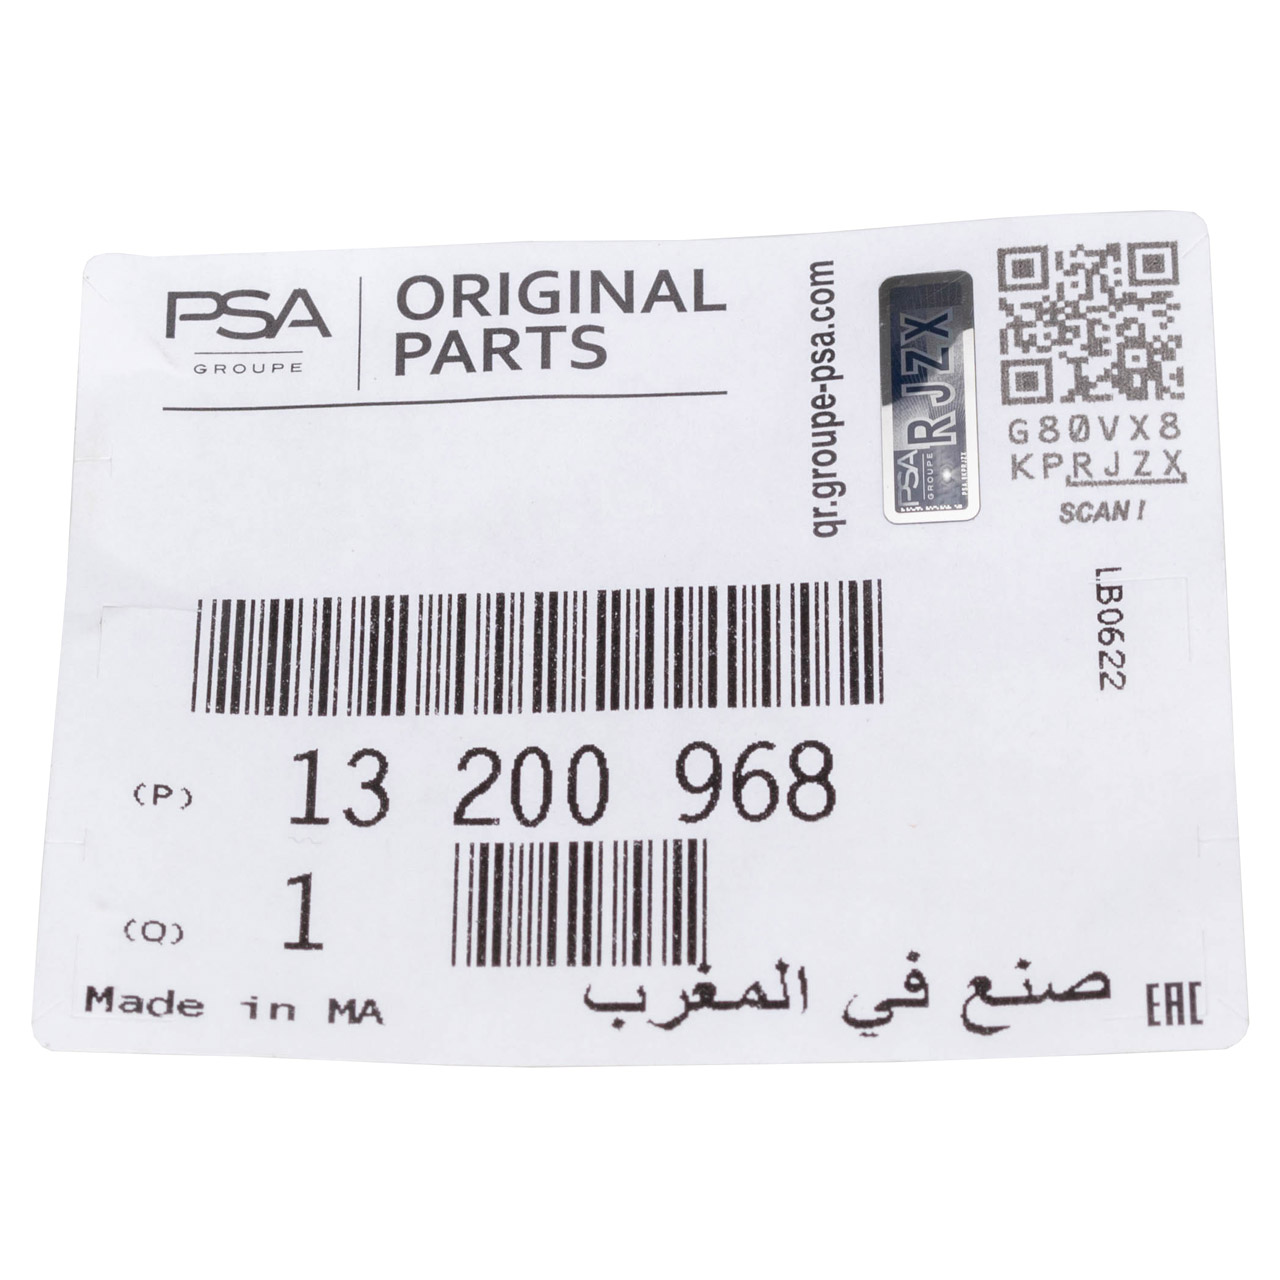 PSA
GROUPE
ORIGINAL
PARTS
qr.groupe-psa.com
RJZX
PSA
GROUPE
G80VX8
KPRJZX
SCAN!
LB0622
(P) 13 200 968
(Q) 1
Made in MA
صنع في المغرب
EAC